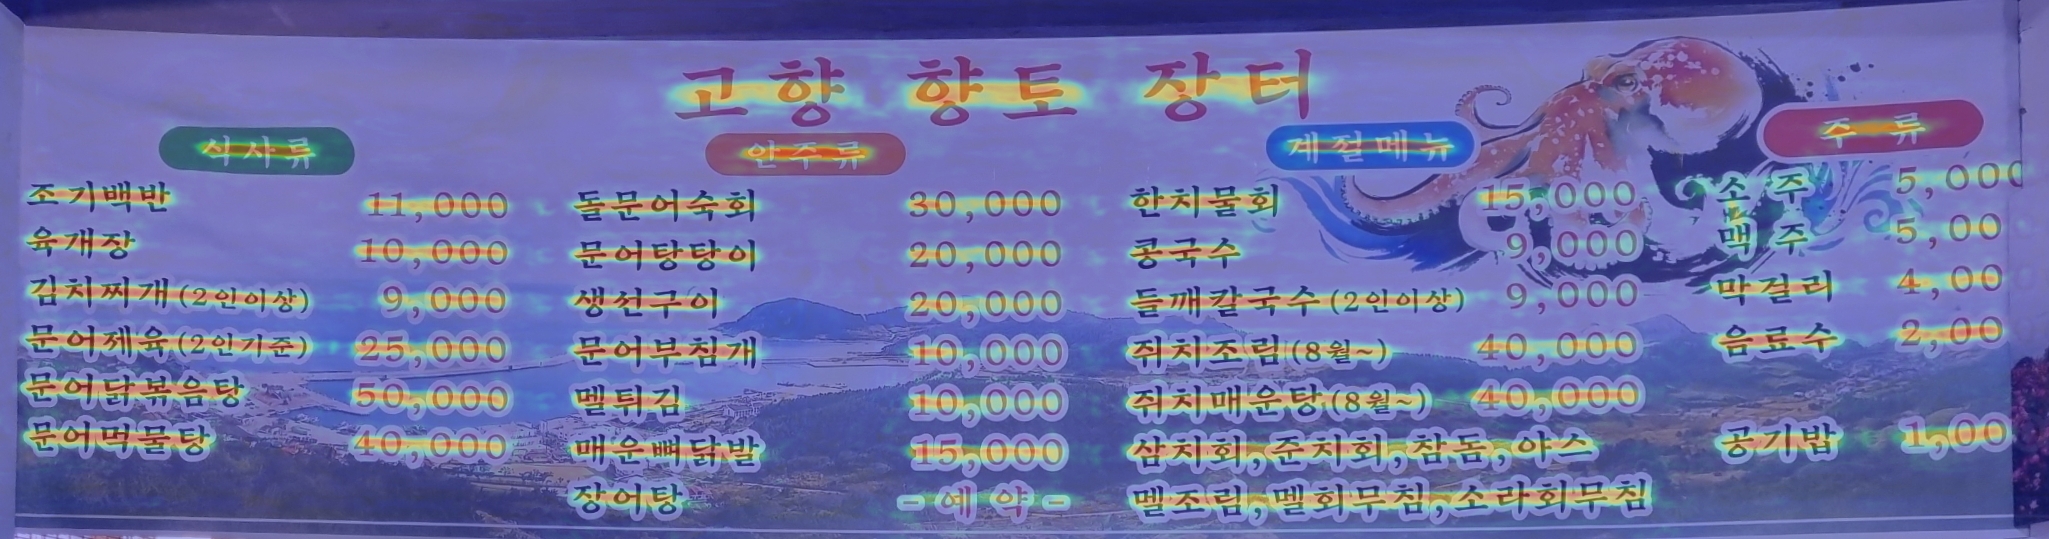 고향 향토 장터
식사류
조기백반 11,000
육개장 10,000
김치찌개(2인이상) 9,000
문어제육(2인기준) 25,000
문어닭볶음탕 50,000
문어먹물탕 40,000
안주류
돌문어숙회 30,000
문어탕탕이 20,000
생선구이 20,000
문어부침개 10,000
멜튀김 10,000
매운뼈닭발 15,000
장어탕 -예약-
계절메뉴
한치물회 15,000
콩국수 9,000
들깨칼국수(2인이상) 9,000
쥐치조림(8월~) 40,000
쥐치매운탕(8월~) 40,000
삼치회,준치회,참돔,야스
멜조림,멜회무침,소라회무침
주류
소주 5,000
맥주 5,00
막걸리 4,00
음료수 2,00
공기밥 1,00